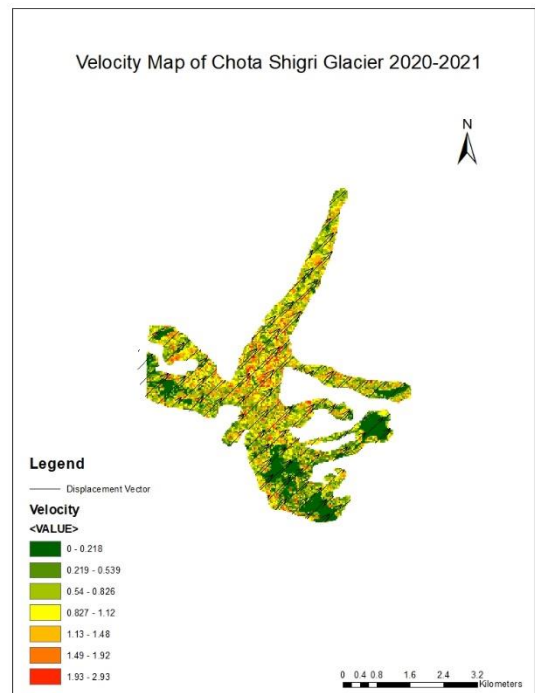 Velocity Map of Chota Shigri Glacier 2020-2021
N
Legend
Displacement Vector
Velocity
<VALUE>
0 - 0.218
0.219 - 0.539
0.54 - 0.826
0.827 - 1.12
1.13 - 1.48
1.49 - 1.92
1.93 - 2.93
0 0.4 0.8 1.6 2.4 3.2
Kilometers